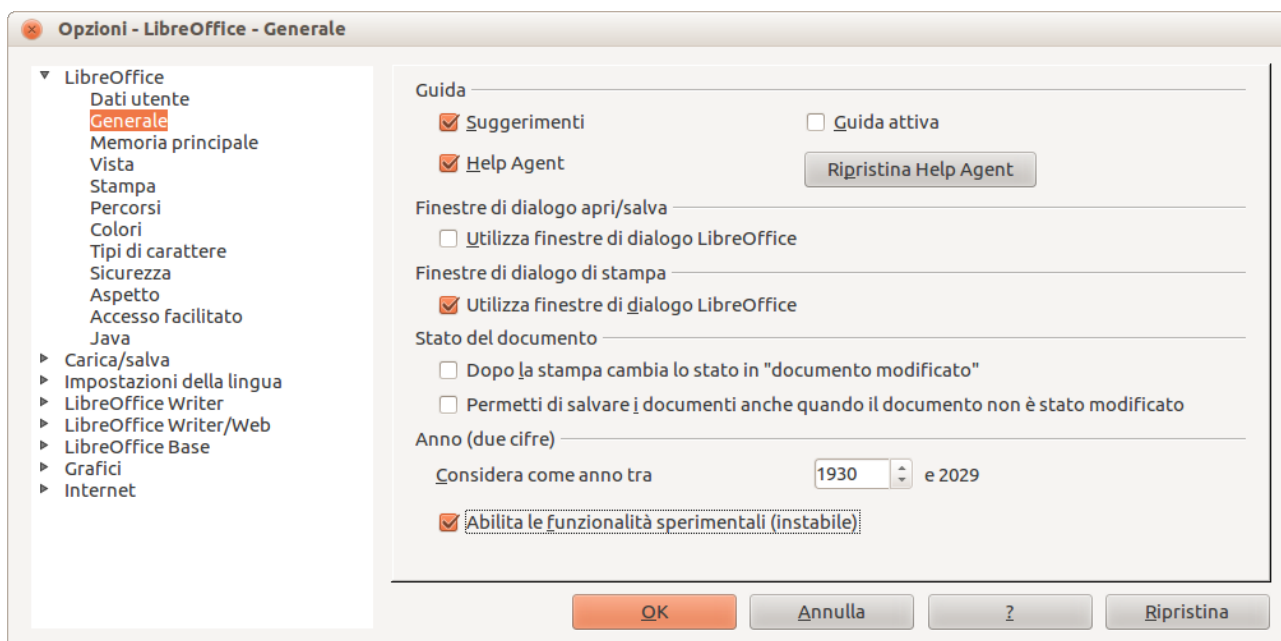 Opzioni - LibreOffice - Generale
LibreOffice
Dati utente
Generale
Memoria principale
Vista
Stampa
Percorsi
Colori
Tipi di carattere
Sicurezza
Aspetto
Accesso facilitato
Java
Carica/salva
Impostazioni della lingua
LibreOffice Writer
LibreOffice Writer/Web
LibreOffice Base
Grafici
Internet
Guida
Suggerimenti
Guida attiva
Help Agent
Ripristina Help Agent
Finestre di dialogo apri/salva
Utilizza finestre di dialogo LibreOffice
Finestre di dialogo di stampa
Utilizza finestre di dialogo LibreOffice
Stato del documento
Dopo la stampa cambia lo stato in "documento modificato"
Permetti di salvare i documenti anche quando il documento non è stato modificato
Anno (due cifre)
Considera come anno tra 1930 e 2029
Abilita le funzionalità sperimentali (instabile)
OK
Annulla
?
Ripristina